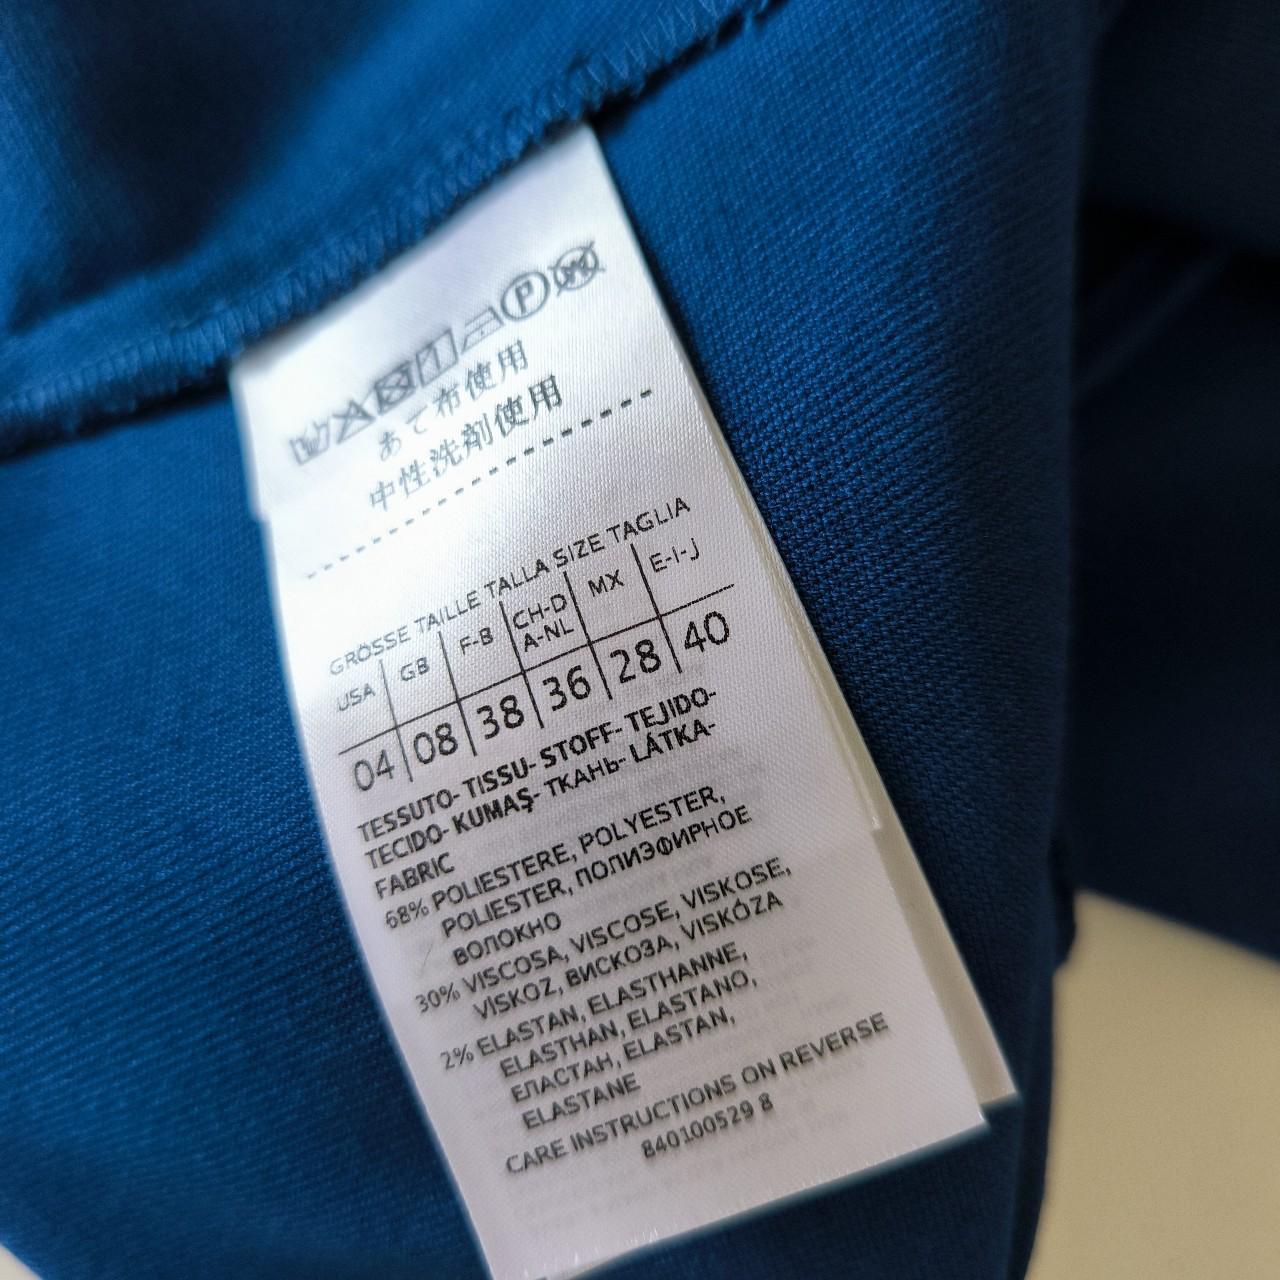 P W
あて布使用
中性洗剤使用
GRÖSSE TAILLE TALLA SIZE TAGLIA
USA GB F-B CH-D A-NL MX E-I-J
04 08 38 36 28 40
TESSUTO- TISSU- STOFF- TEJIDO-
TECIDO- KUMAŞ- ТКАНЬ- LÁTKA-
FABRIC
68% POLIESTERE, POLYESTER,
POLIESTER, ПОЛИЭФИРНОЕ
ВОЛОКНО
30% VISCOSA, VISCOSE, VISKOSE,
VISKOZ, ВИСКОЗА, VISKÓZA
2% ELASTAN, ELASTHANNE,
ELASTHAN, ELASTANO,
ЕЛАСТАН, ELASTAN,
ELASTANE
CARE INSTRUCTIONS ON REVERSE
840100529 8